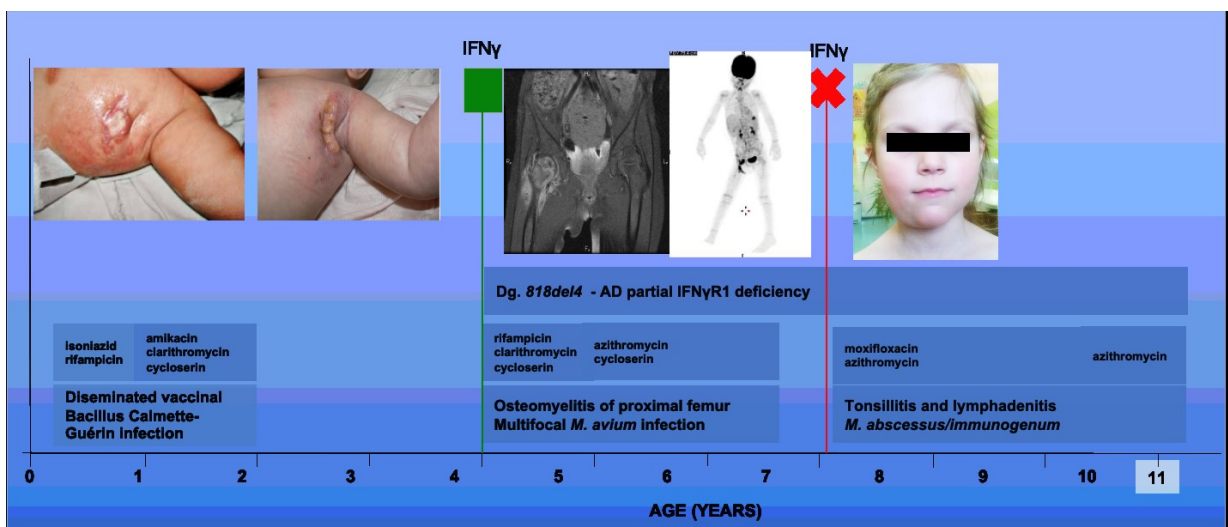 IFNγ
IFNγ
Dg. 818del4 - AD partial IFNγR1 deficiency
isoniazid
rifampicin
amikacin
clarithromycin
cycloserin
rifampicin
clarithromycin
cycloserin
azithromycin
cycloserin
moxifloxacin
azithromycin
azithromycin
Diseminated vaccinal
Bacillus Calmette-
Guérin infection
Osteomyelitis of proximal femur
Multifocal M. avium infection
Tonsillitis and lymphadenitis
M. abscessus/immunogenum
0 1 2 3 4 5 6 7 8 9 10 11
AGE (YEARS)